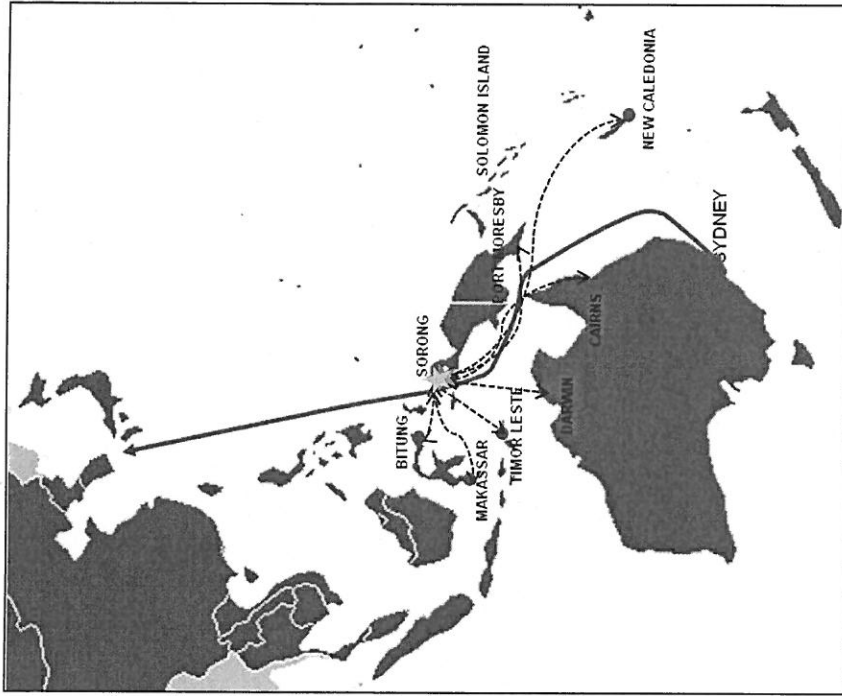 SOLOMON ISLAND
NEW CALEDONIA
PORT MORESBY
SYDNEY
SORONG
CAIRNS
DARWIN
BITUNG
TIMOR LESTE
MAKASSAR